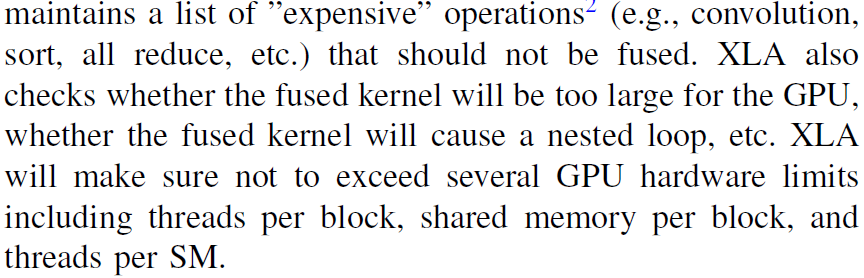 maintains a list of ”expensive” operations2 (e.g., convolution,
sort, all reduce, etc.) that should not be fused. XLA also
checks whether the fused kernel will be too large for the GPU,
whether the fused kernel will cause a nested loop, etc. XLA
will make sure not to exceed several GPU hardware limits
including threads per block, shared memory per block, and
threads per SM.